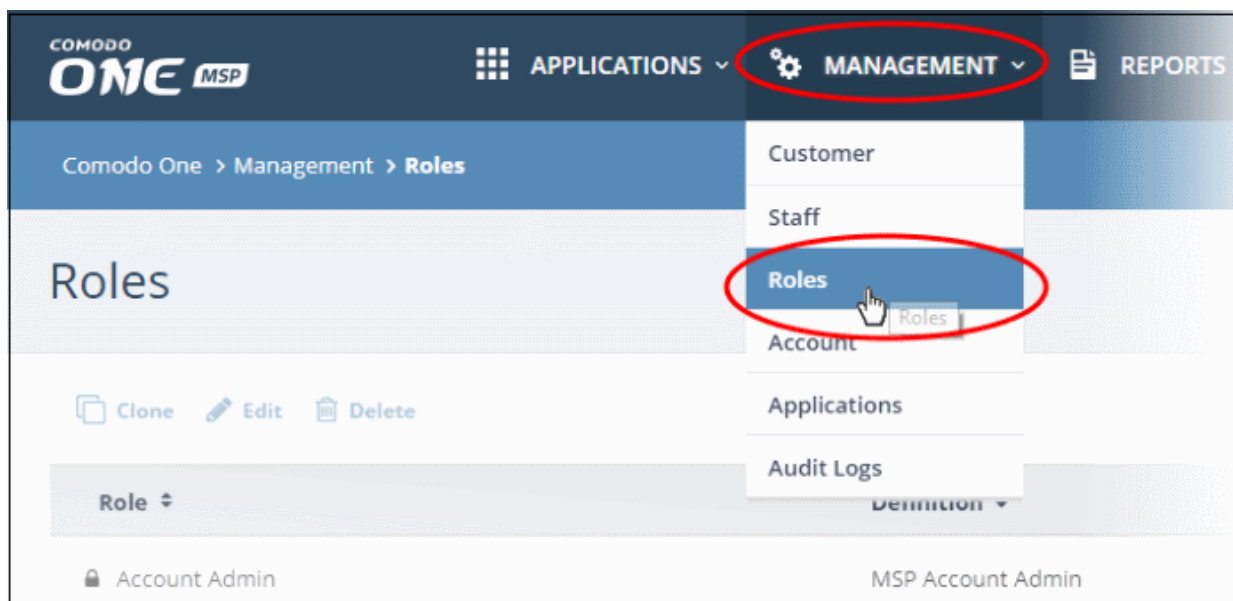 COMODO
ONE MSP
APPLICATIONS
MANAGEMENT
REPORTS
Comodo One > Management > Roles
Customer
Staff
Roles
Roles
Roles
Account
Applications
Audit Logs
Clone Edit Delete
Role Definition
Account Admin MSP Account Admin